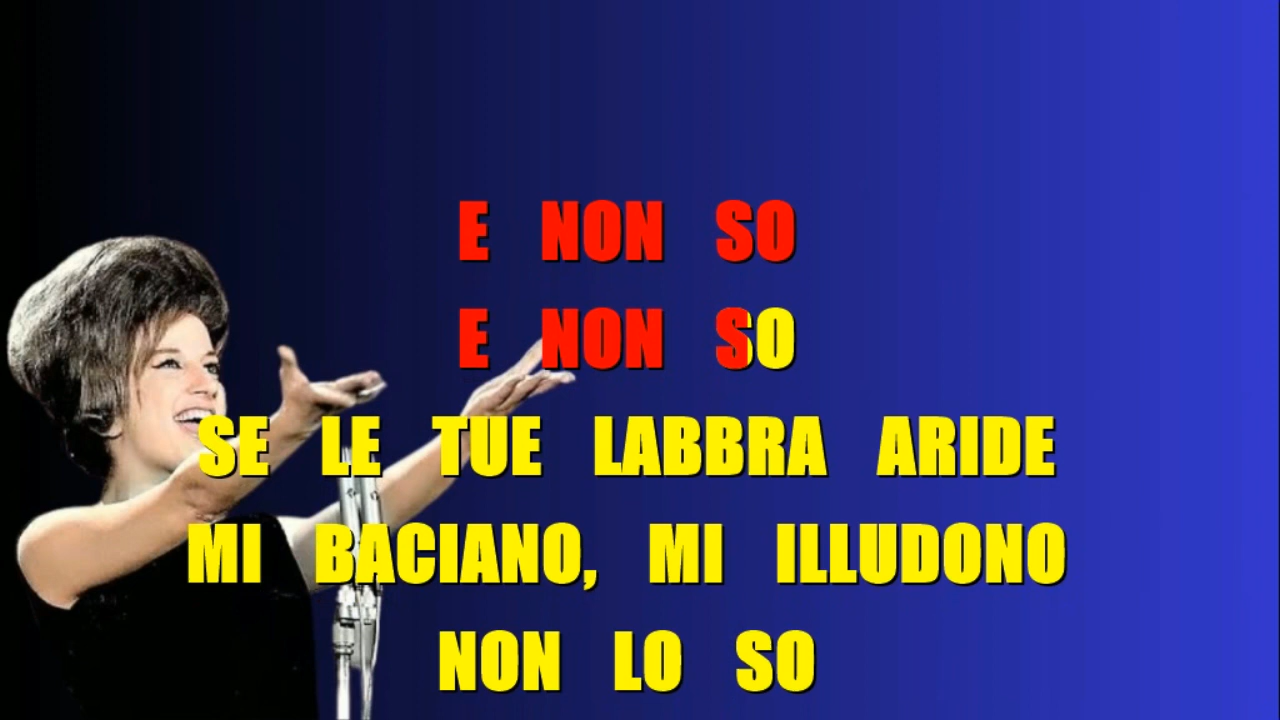 E NON SO
E NON SO
SE LE TUE LABBRA ARIDE
MI BACIANO, MI ILLUDONO
NON LO SO